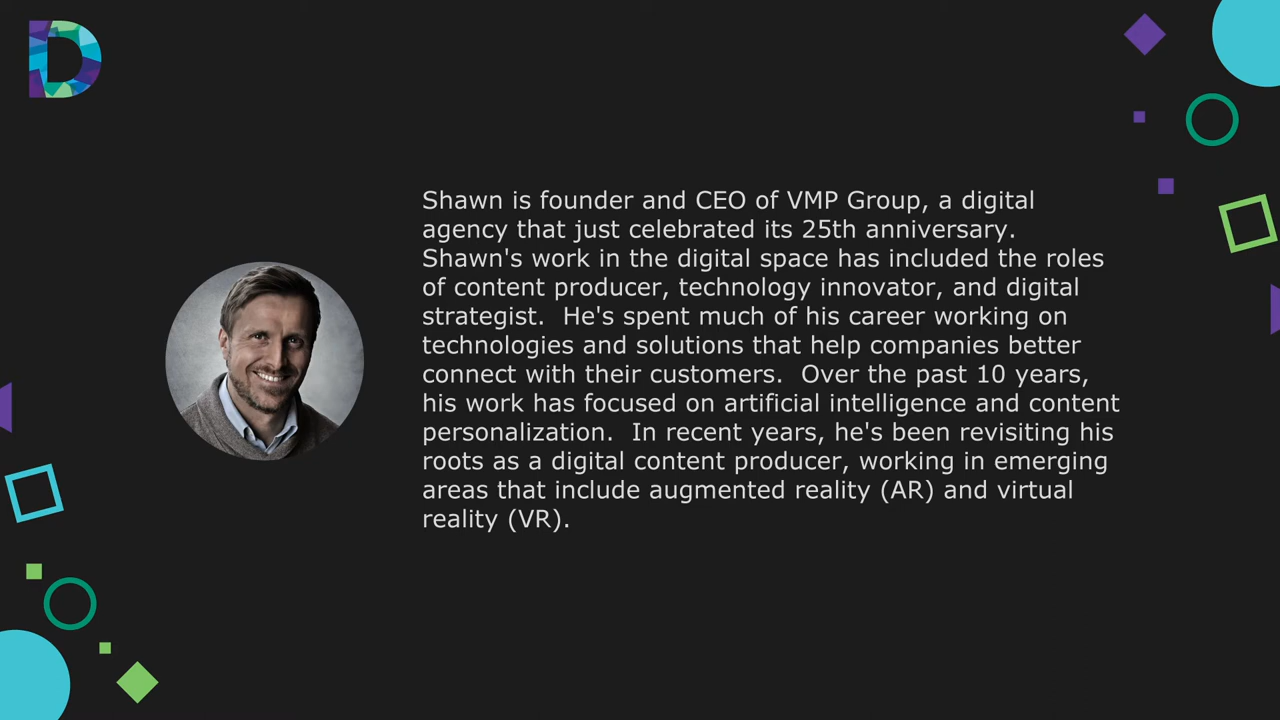 D
Shawn is founder and CEO of VMP Group, a digital
agency that just celebrated its 25th anniversary.
Shawn's work in the digital space has included the roles
of content producer, technology innovator, and digital
strategist.  He's spent much of his career working on
technologies and solutions that help companies better
connect with their customers.  Over the past 10 years,
his work has focused on artificial intelligence and content
personalization.  In recent years, he's been revisiting his
roots as a digital content producer, working in emerging
areas that include augmented reality (AR) and virtual
reality (VR).